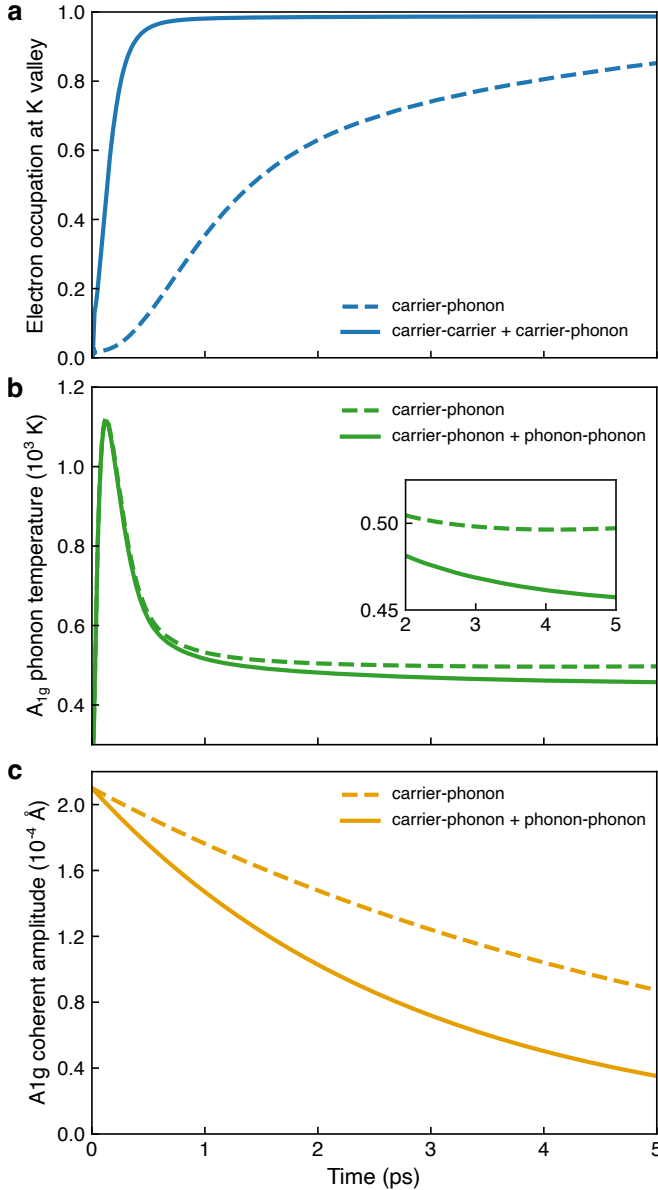 a
1.0
0.8
0.6
0.4
0.2
0.0
Electron occupation at K valley
carrier-phonon
carrier-carrier + carrier-phonon
b
1.2
1.0
0.8
0.6
0.4
A1g phonon temperature (10³ K)
carrier-phonon
carrier-phonon + phonon-phonon
0.50
0.45
2 3 4 5
c
2.0
1.6
1.2
0.8
0.4
0.0
A1g coherent amplitude (10⁻⁴ Å)
carrier-phonon
carrier-phonon + phonon-phonon
0 1 2 3 4 5
Time (ps)